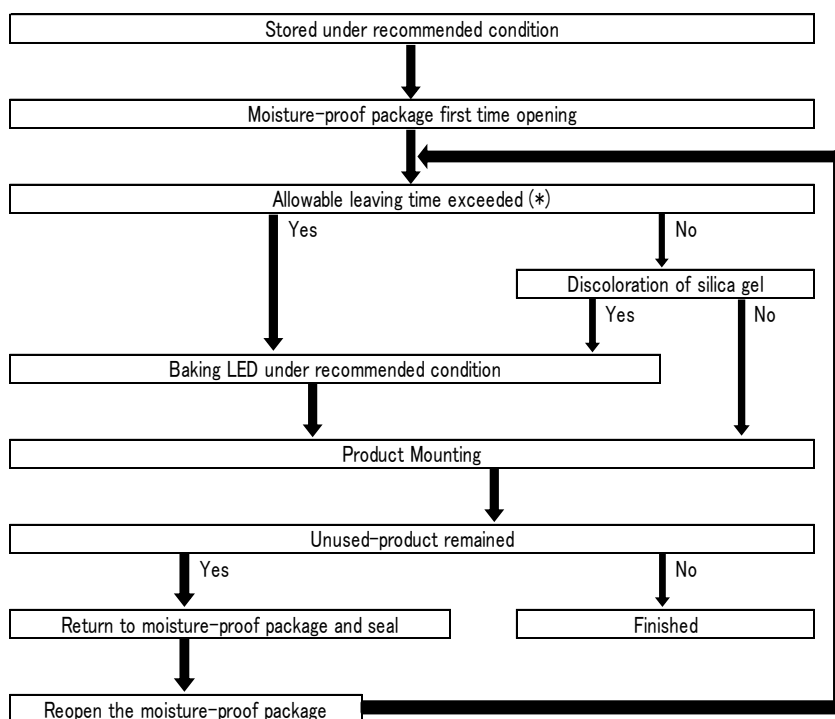 Stored under recommended condition
Moisture-proof package first time opening
Allowable leaving time exceeded (*)
Yes
No
Discoloration of silica gel
Yes
No
Baking LED under recommended condition
Product Mounting
Unused-product remained
Yes
No
Return to moisture-proof package and seal
Finished
Reopen the moisture-proof package